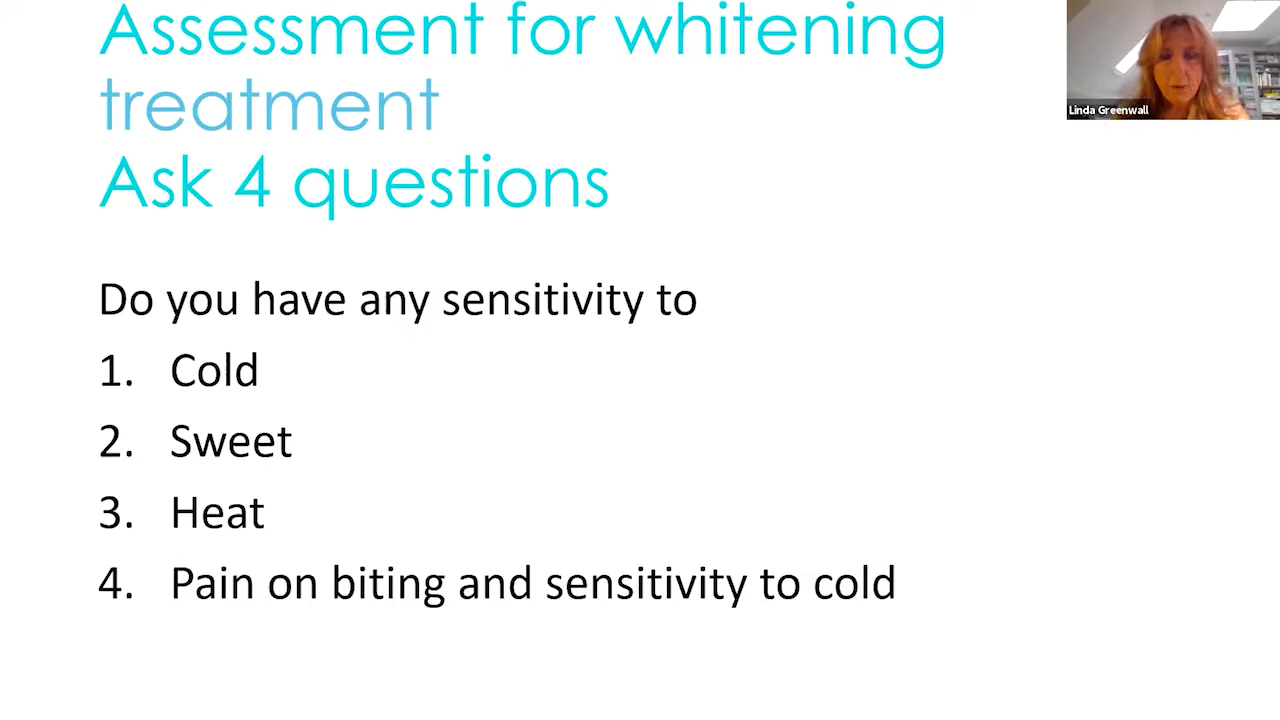 Assessment for whitening
treatment
Ask 4 questions
Linda Greenwall
Do you have any sensitivity to
1. Cold
2. Sweet
3. Heat
4. Pain on biting and sensitivity to cold